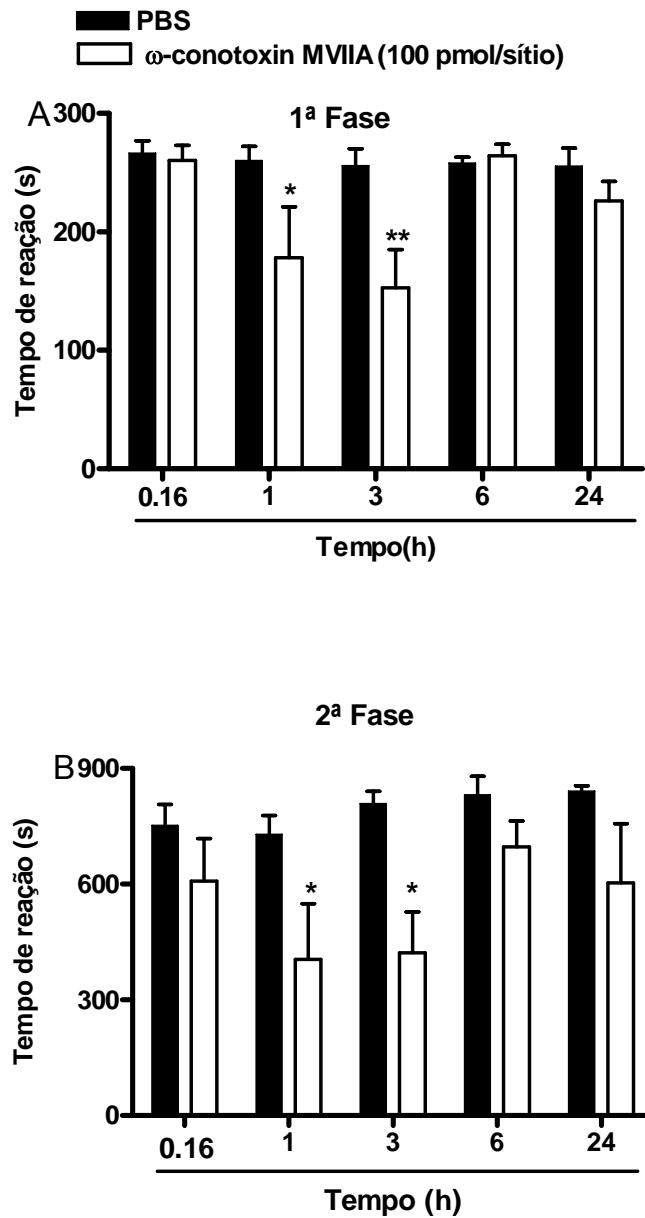 PBS
ω-conotoxin MVIIA (100 pmol/sítio)
A
1ª Fase
Tempo de reação (s)
300
200
100
0
*
**
0.16 1 3 6 24
Tempo(h)
2ª Fase
B
Tempo de reação (s)
900
600
300
0
* *
0.16 1 3 6 24
Tempo (h)